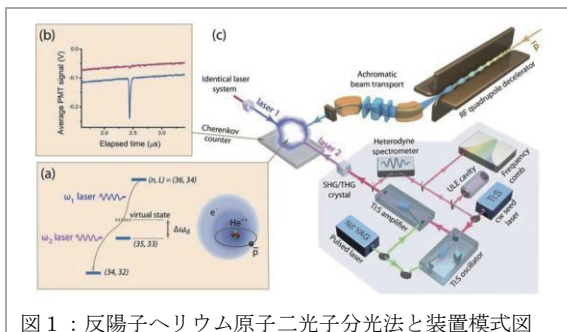 (b)
Average PMT signal (V)
0.0
-0.1
-0.2
2.0
2.5
3.0
Elapsed time (μs)
(c)
Identical laser
system
laser 1
laser 2
Cherenkov
counter
Achromatic
beam transport
RF quadrupole decelerator
p̄
Heterodyne
spectrometer
Frequency
comb
ULE cavity
SHG/THG
crystal
Ti:S amplifier
Ti:S
cw seed
laser
Nd:YAG
Pulsed laser
Ti:S oscillator
(a)
(n, L) = (36, 34)
ω₁ laser
virtual state
Δω_d
ω₂ laser
(35, 33)
(34, 32)
e⁻
He²⁺
p̄
図1：反陽子ヘリウム原子二光子分光法と装置模式図